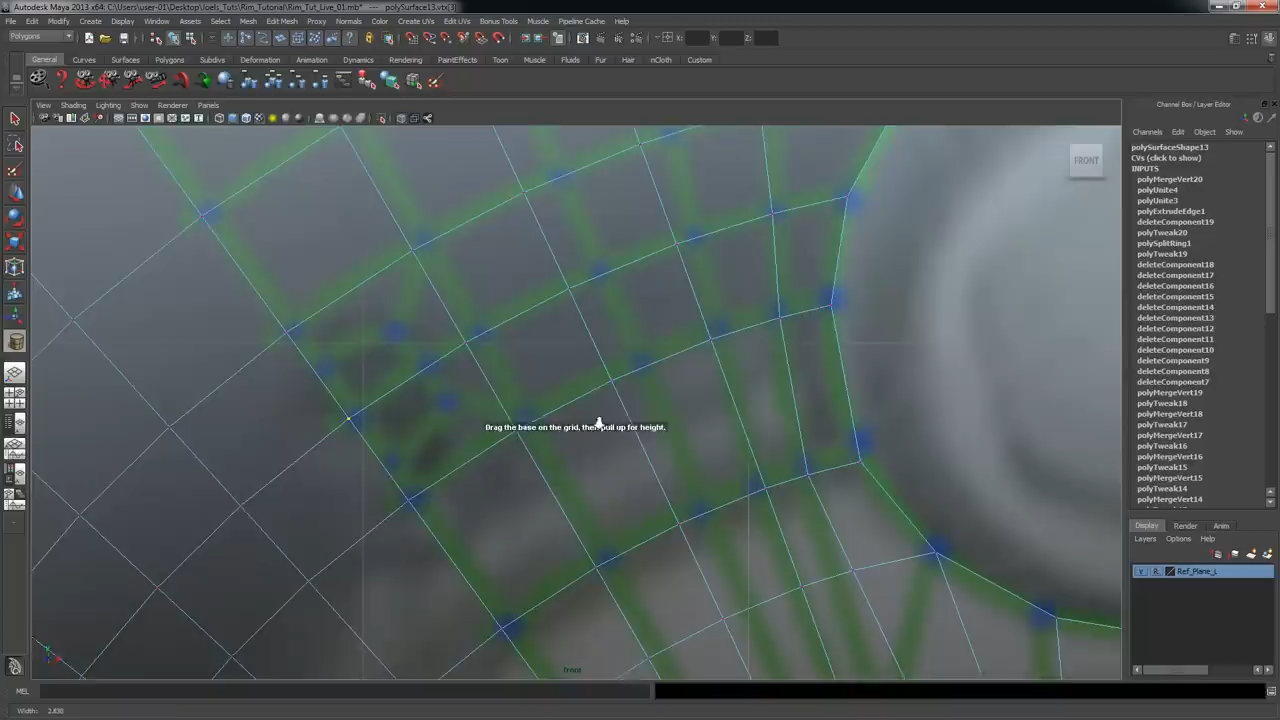 Autodesk Maya 2013 x64: C:\Users\user-01\Desktop\Joels_Tuts\Rim_Tutorial\Rim_Tut_Live_01.mb* --- polySurface13.vtx[3]
File Edit Modify Create Display Window Assets Select Mesh Edit Mesh Proxy Normals Color Create UVs Edit UVs Bonus Tools Muscle Pipeline Cache Help
Polygons X: Y: Z:
General Curves Surfaces Polygons Subdivs Deformation Animation Dynamics Rendering PaintEffects Toon Muscle Fluids Fur Hair nCloth Custom
View Shading Lighting Show Renderer Panels
Channel Box / Layer Editor
Channels Edit Object Show
polySurfaceShape13
CVs (click to show)
INPUTS
polyMergeVert20
polyUnite4
polyUnite3
polyExtrudeEdge1
deleteComponent19
polyTweak20
polySplitRing1
polyTweak19
deleteComponent18
deleteComponent17
deleteComponent16
deleteComponent15
deleteComponent14
deleteComponent13
deleteComponent12
deleteComponent11
deleteComponent10
deleteComponent9
deleteComponent8
deleteComponent7
polyMergeVert19
polyTweak18
polyMergeVert18
polyTweak17
polyMergeVert17
polyTweak16
polyMergeVert16
polyTweak15
polyMergeVert15
polyTweak14
polyMergeVert14
FRONT
Drag the base on the grid, then pull up for height.
front
Display Render Anim
Layers Options Help
V R Ref_Plane_L
MEL
Width: 2.830